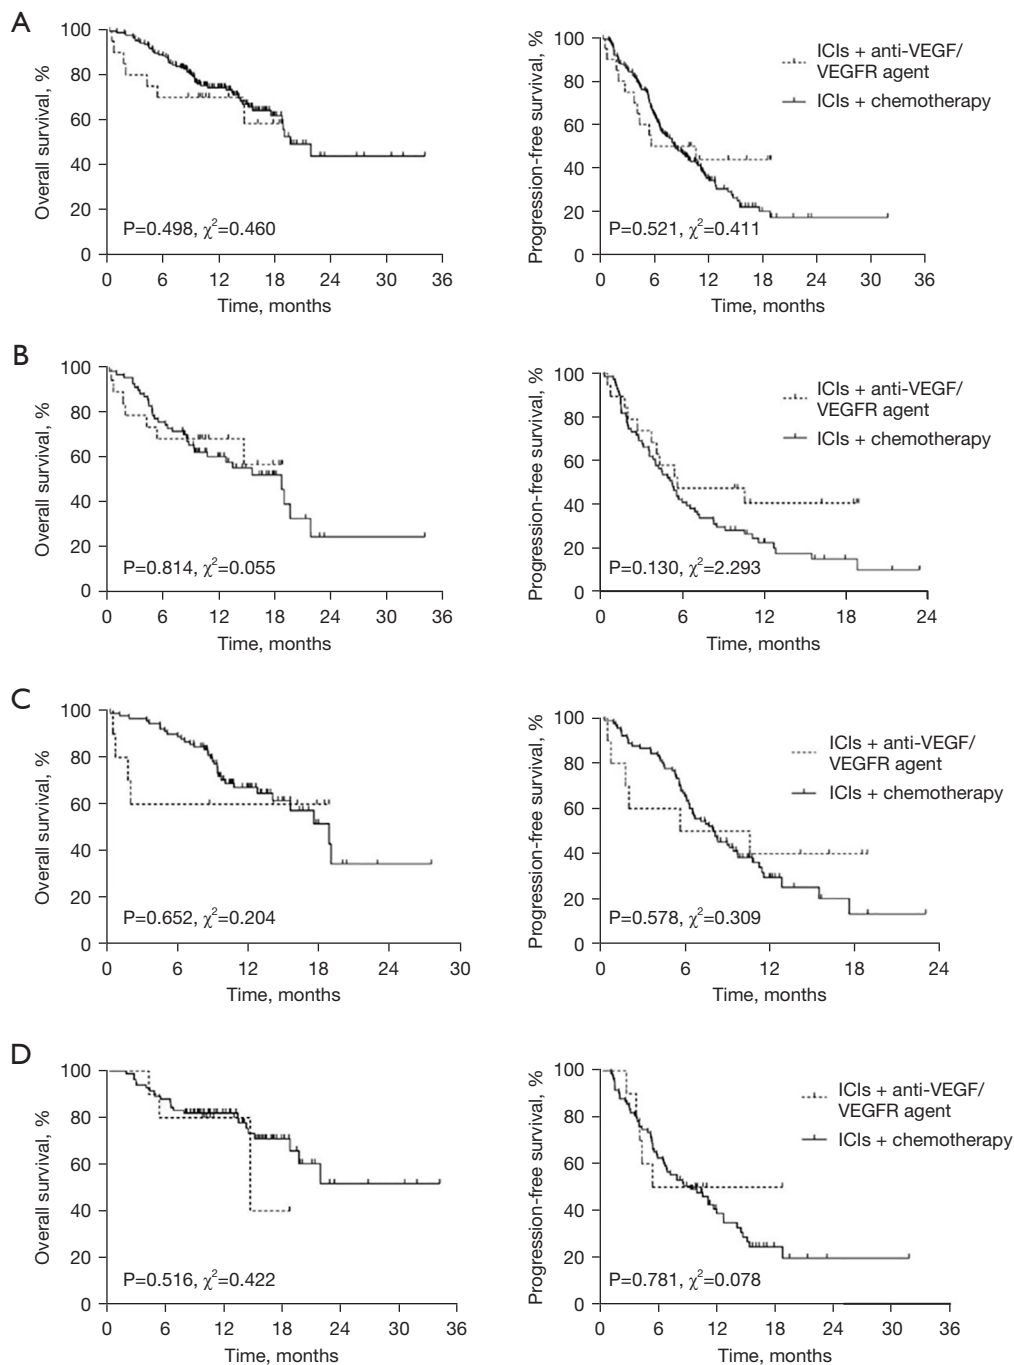 A
Overall survival, %
100
80
60
40
20
0
P=0.498, χ²=0.460
0 6 12 18 24 30 36
Time, months
Progression-free survival, %
100
80
60
40
20
0
ICIs + anti-VEGF/
VEGFR agent
ICIs + chemotherapy
P=0.521, χ²=0.411
0 6 12 18 24 30 36
Time, months
B
Overall survival, %
100
80
60
40
20
0
P=0.814, χ²=0.055
0 6 12 18 24 30 36
Time, months
Progression-free survival, %
100
80
60
40
20
0
ICIs + anti-VEGF/
VEGFR agent
ICIs + chemotherapy
P=0.130, χ²=2.293
0 6 12 18 24
Time, months
C
Overall survival, %
100
80
60
40
20
0
P=0.652, χ²=0.204
0 6 12 18 24 30
Time, months
Progression-free survival, %
100
80
60
40
20
0
ICIs + anti-VEGF/
VEGFR agent
ICIs + chemotherapy
P=0.578, χ²=0.309
0 6 12 18 24
Time, months
D
Overall survival, %
100
80
60
40
20
0
P=0.516, χ²=0.422
0 6 12 18 24 30 36
Time, months
Progression-free survival, %
100
80
60
40
20
0
ICIs + anti-VEGF/
VEGFR agent
ICIs + chemotherapy
P=0.781, χ²=0.078
0 6 12 18 24 30 36
Time, months